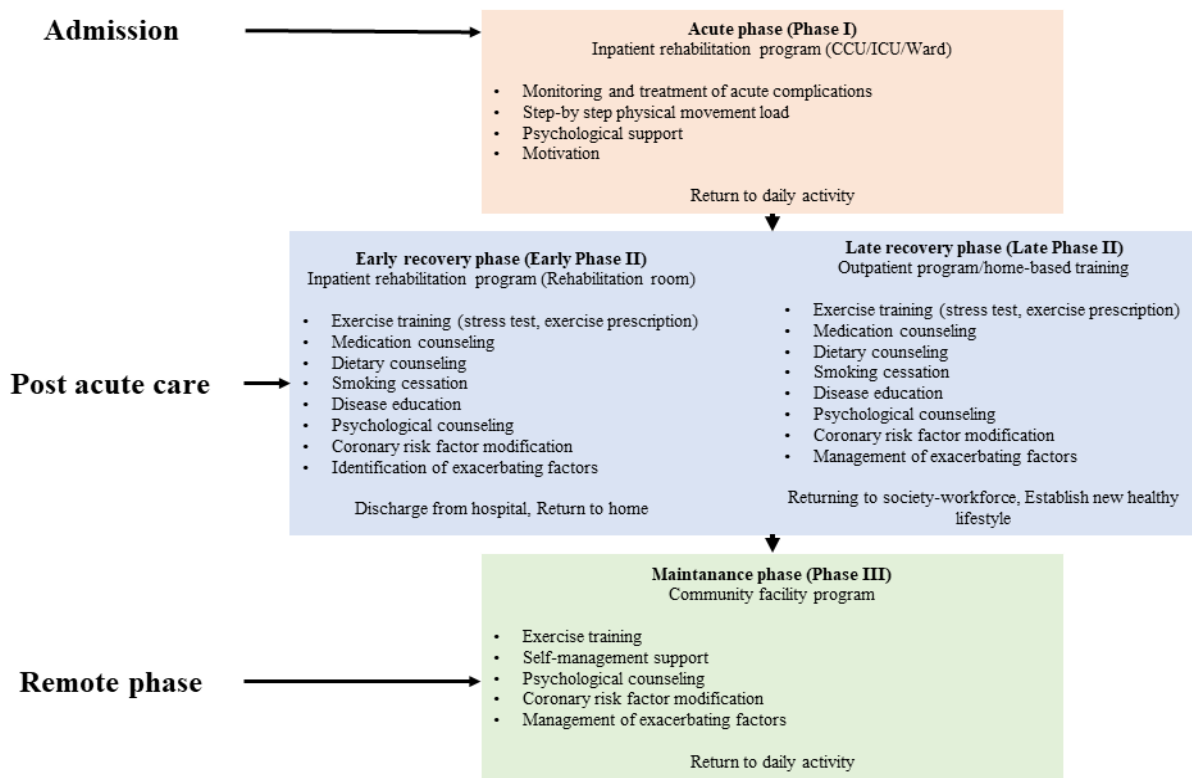 Admission
Acute phase (Phase I)
Inpatient rehabilitation program (CCU/ICU/Ward)
• Monitoring and treatment of acute complications
• Step-by step physical movement load
• Psychological support
• Motivation
Return to daily activity
Post acute care
Early recovery phase (Early Phase II)
Inpatient rehabilitation program (Rehabilitation room)
• Exercise training (stress test, exercise prescription)
• Medication counseling
• Dietary counseling
• Smoking cessation
• Disease education
• Psychological counseling
• Coronary risk factor modification
• Identification of exacerbating factors
Discharge from hospital, Return to home
Late recovery phase (Late Phase II)
Outpatient program/home-based training
• Exercise training (stress test, exercise prescription)
• Medication counseling
• Dietary counseling
• Smoking cessation
• Disease education
• Psychological counseling
• Coronary risk factor modification
• Management of exacerbating factors
Returning to society-workforce, Establish new healthy
lifestyle
Remote phase
Maintanance phase (Phase III)
Community facility program
• Exercise training
• Self-management support
• Psychological counseling
• Coronary risk factor modification
• Management of exacerbating factors
Return to daily activity